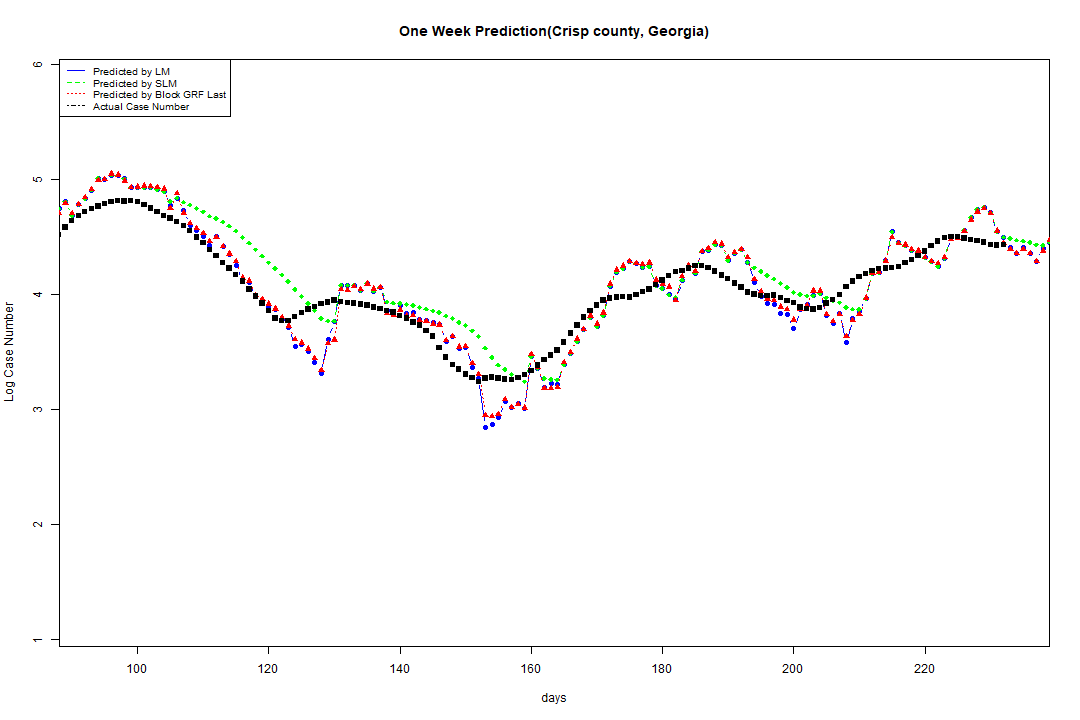 One Week Prediction(Crisp county, Georgia)
Predicted by LM
Predicted by SLM
Predicted by Block GRF Last
Actual Case Number
6
5
4
3
2
1
Log Case Number
100 120 140 160 180 200 220
days